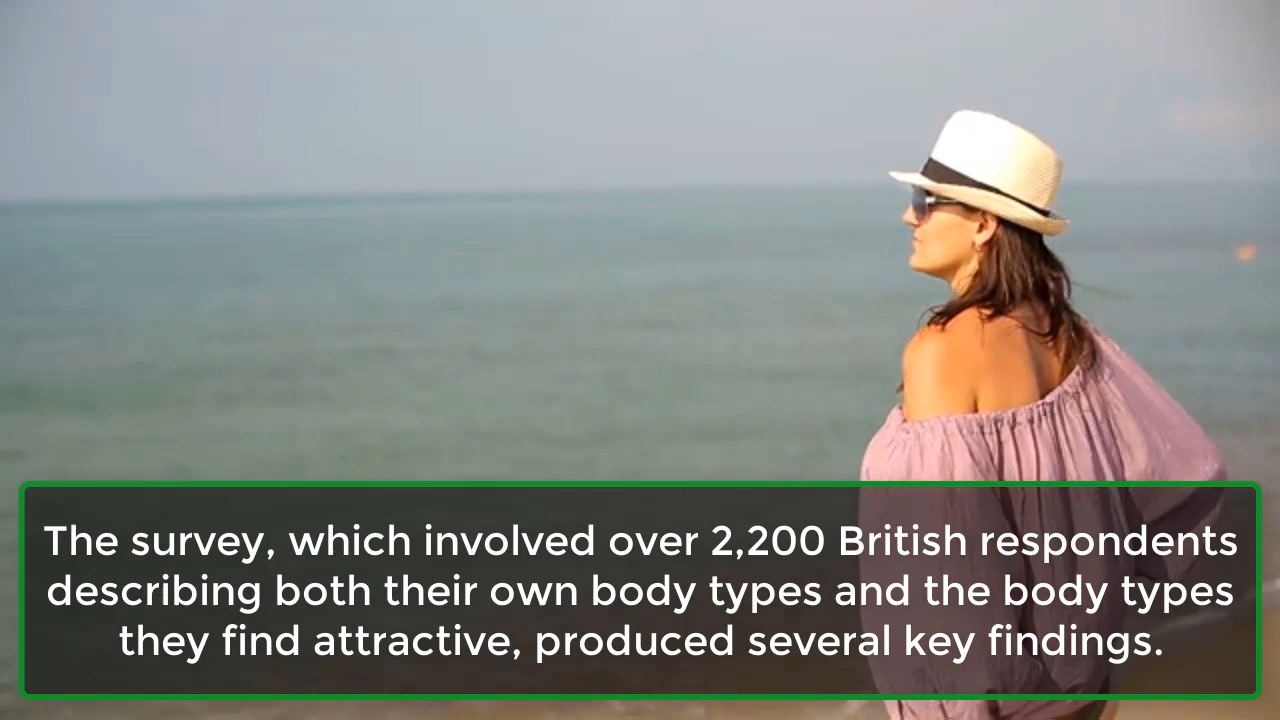 The survey, which involved over 2,200 British respondents
describing both their own body types and the body types
they find attractive, produced several key findings.